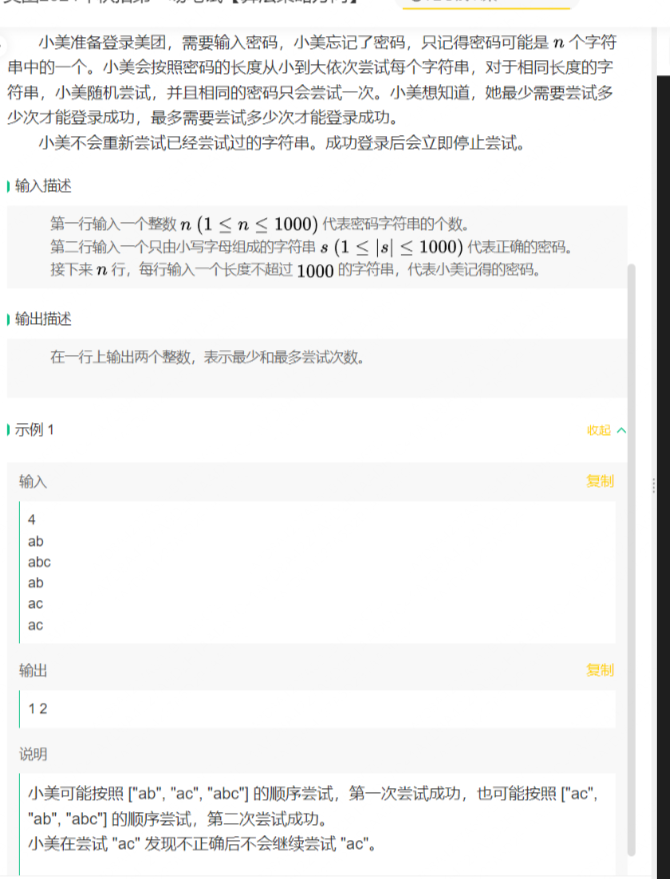 小美准备登录美团，需要输入密码，小美忘记了密码，只记得密码可能是 n 个字符
串中的一个。小美会按照密码的长度从小到大依次尝试每个字符串，对于相同长度的字
符串，小美随机尝试，并且相同的密码只会尝试一次。小美想知道，她最少需要尝试多
少次才能登录成功，最多需要尝试多少次才能登录成功。
小美不会重新尝试已经尝试过的字符串。成功登录后会立即停止尝试。
输入描述
第一行输入一个整数 n (1 ≤ n ≤ 1000) 代表密码字符串的个数。
第二行输入一个只由小写字母组成的字符串 s (1 ≤ |s| ≤ 1000) 代表正确的密码。
接下来 n 行，每行输入一个长度不超过 1000 的字符串，代表小美记得的密码。
输出描述
在一行上输出两个整数，表示最少和最多尝试次数。
示例 1
收起
输入
复制
4
ab
abc
ab
ac
ac
输出
复制
1 2
说明
小美可能按照 ["ab", "ac", "abc"] 的顺序尝试，第一次尝试成功，也可能按照 ["ac",
"ab", "abc"] 的顺序尝试，第二次尝试成功。
小美在尝试 "ac" 发现不正确后不会继续尝试 "ac"。